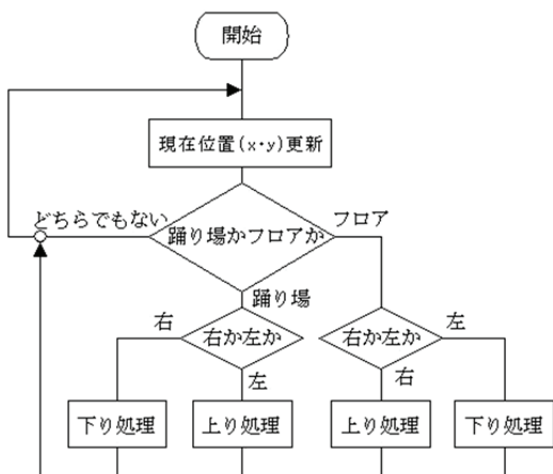 開始
現在位置(x・y)更新
どちらでもない
踊り場かフロアか
フロア
踊り場
右
右か左か
左
右か左か
左
右
下り処理
上り処理
上り処理
下り処理